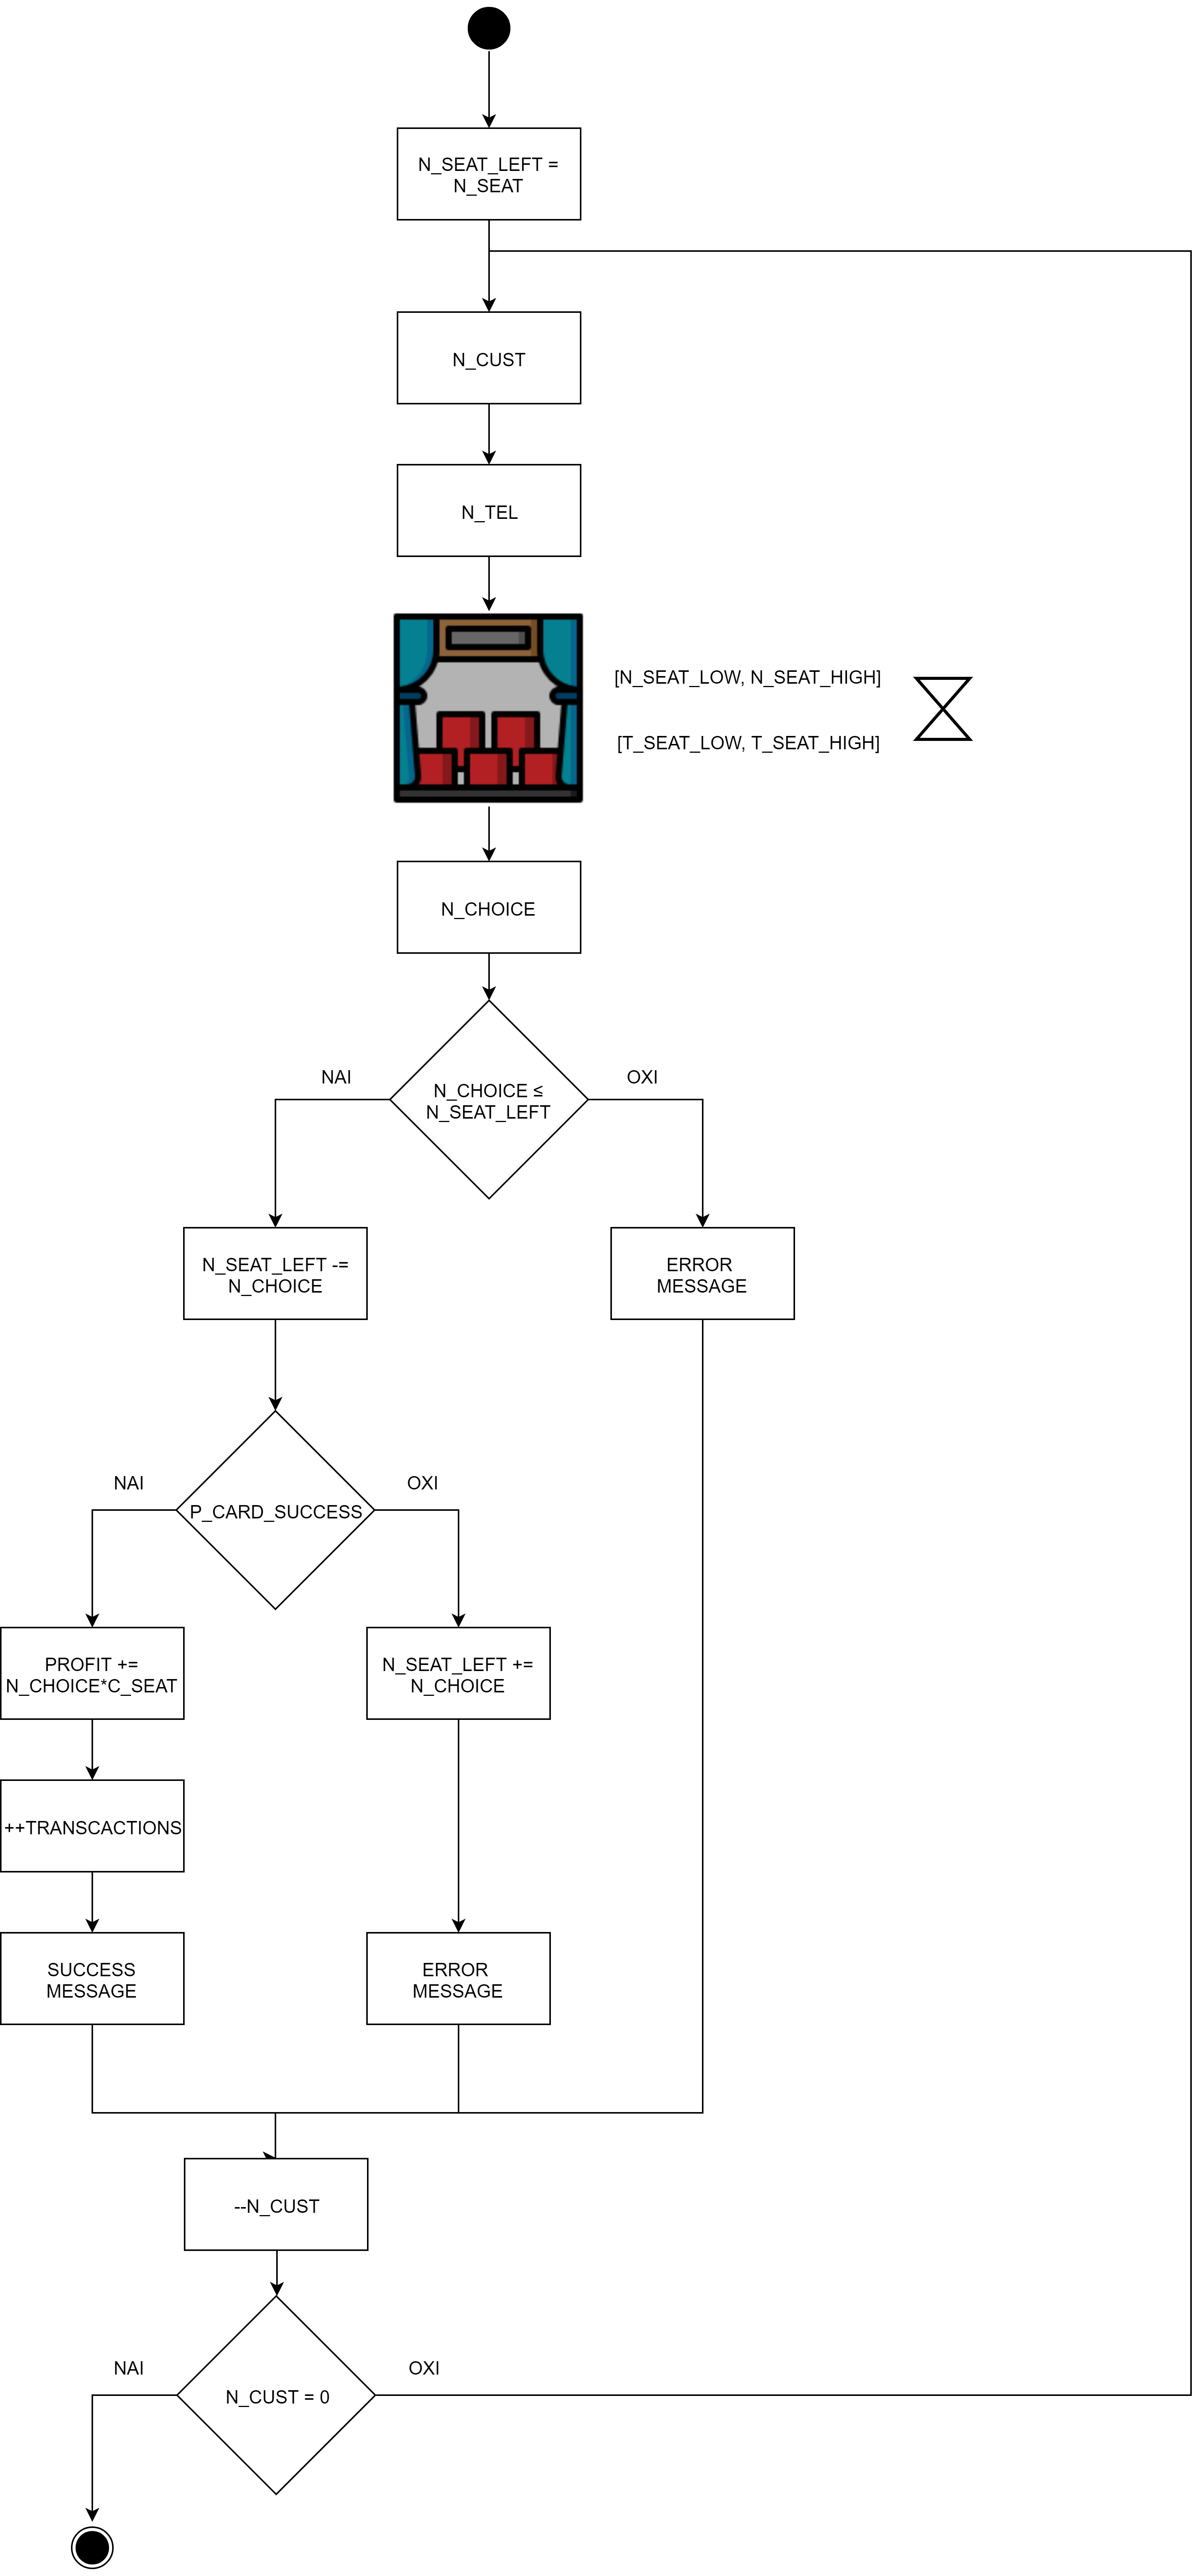 N_SEAT_LEFT =
N_SEAT
N_CUST
N_TEL
[N_SEAT_LOW, N_SEAT_HIGH]
[T_SEAT_LOW, T_SEAT_HIGH]
N_CHOICE
NAI
OXI
N_CHOICE ≤
N_SEAT_LEFT
N_SEAT_LEFT -=
N_CHOICE
ERROR
MESSAGE
NAI
OXI
P_CARD_SUCCESS
PROFIT +=
N_CHOICE*C_SEAT
N_SEAT_LEFT +=
N_CHOICE
++TRANSCACTIONS
SUCCESS
MESSAGE
ERROR
MESSAGE
--N_CUST
NAI
OXI
N_CUST = 0